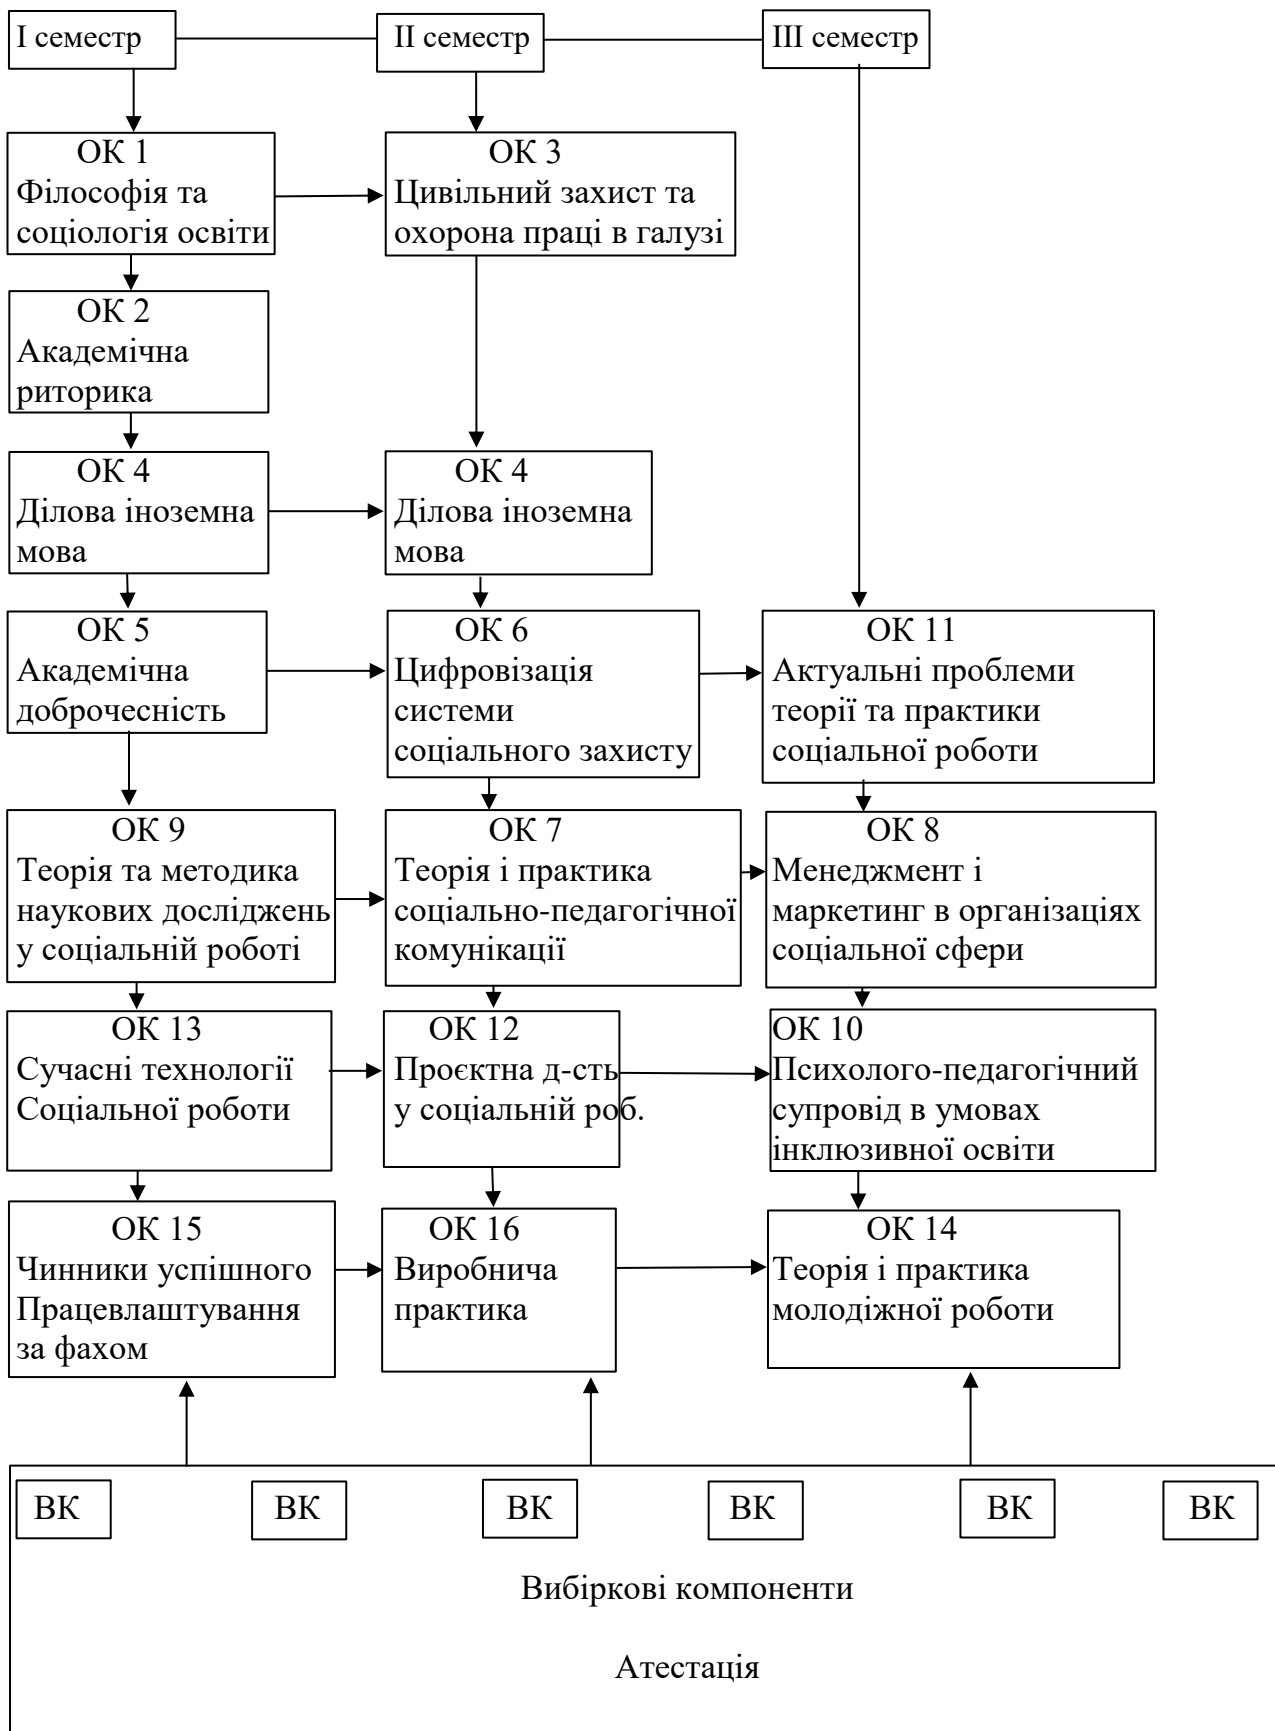 І семестр
ІІ семестр
ІІІ семестр
ОК 1
Філософія та
соціологія освіти
ОК 3
Цивільний захист та
охорона праці в галузі
ОК 2
Академічна
риторика
ОК 4
Ділова іноземна
мова
ОК 4
Ділова іноземна
мова
ОК 5
Академічна
доброчесність
ОК 6
Цифровізація
системи
соціального захисту
ОК 11
Актуальні проблеми
теорії та практики
соціальної роботи
ОК 9
Теорія та методика
наукових досліджень
у соціальній роботі
ОК 7
Теорія і практика
соціально-педагогічної
комунікації
ОК 8
Менеджмент і
маркетинг в організаціях
соціальної сфери
ОК 13
Сучасні технології
Соціальної роботи
ОК 12
Проєктна д-сть
у соціальній роб.
ОК 10
Психолого-педагогічний
супровід в умовах
інклюзивної освіти
ОК 15
Чинники успішного
Працевлаштування
за фахом
ОК 16
Виробнича
практика
ОК 14
Теорія і практика
молодіжної роботи
ВК
ВК
ВК
ВК
ВК
ВК
Вибіркові компоненти
Атестація